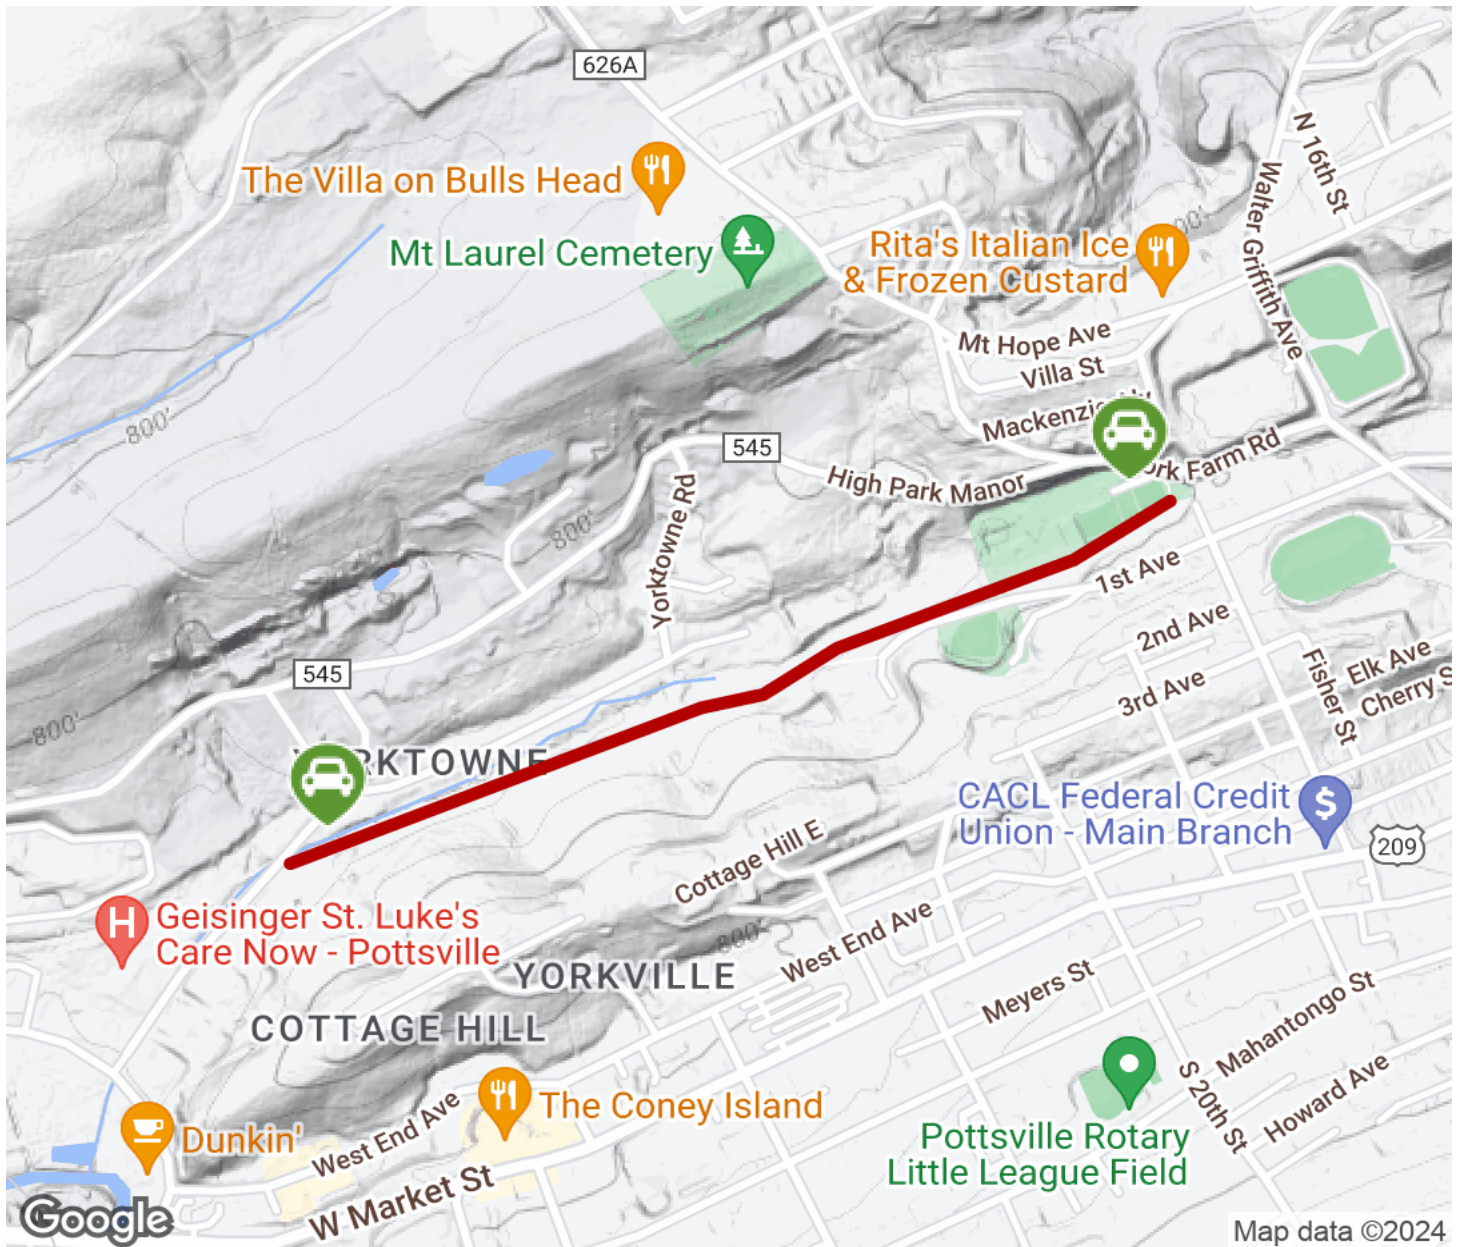 626A
N 16th St
The Villa on Bulls Head
Walter Griffith Ave
Mt Laurel Cemetery
Rita's Italian Ice
& Frozen Custard
800'
Mt Hope Ave
Villa St
800'
545
High Park Manor
Farm Rd
Yorktowne Rd
800'
1st Ave
2nd Ave
545
3rd Ave
Fisher St
Elk Ave
Cherry S
800'
CACL Federal Credit
Union - Main Branch
209
Cottage Hill E
Geisinger St. Luke's
Care Now - Pottsville
West End Ave
800'
YORKVILLE
Meyers St
COTTAGE HILL
Mahantongo St
S 20th St
Howard Ave
The Coney Island
Dunkin'
West End Ave
Pottsville Rotary
Little League Field
W Market St
Google
Map data ©2024